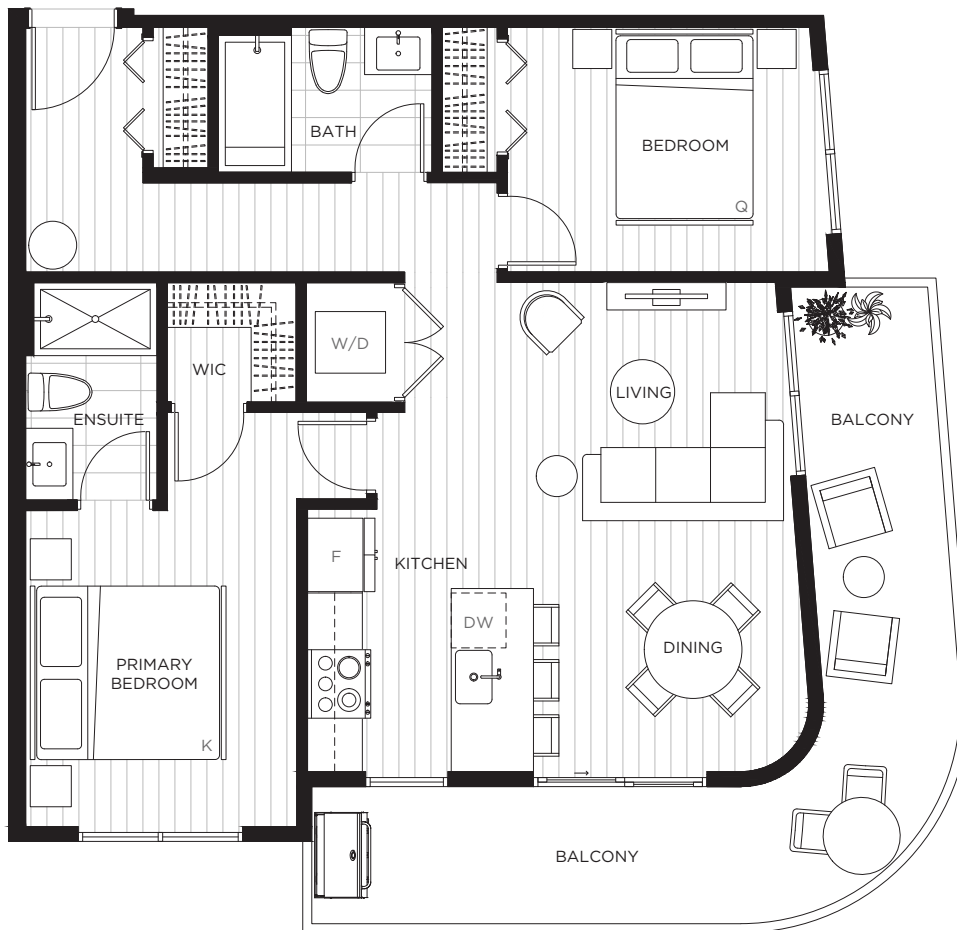 BATH
BEDROOM
Q
W/D
WIC
ENSUITE
LIVING
BALCONY
F
KITCHEN
DW
DINING
PRIMARY
BEDROOM
K
BALCONY